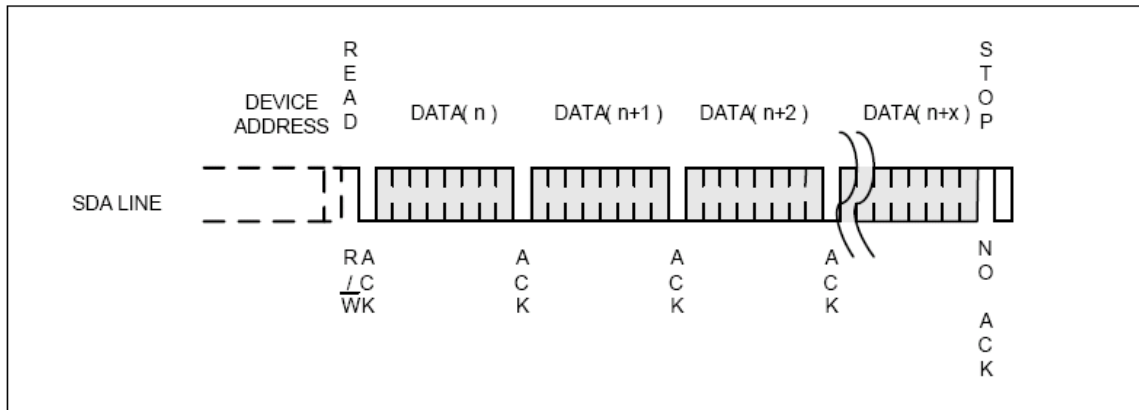 READ
STOP
DEVICE
ADDRESS
DATA( n )
DATA( n+1 )
DATA( n+2 )
DATA( n+x )
SDA LINE
R/W
ACK
ACK
ACK
ACK
NO ACK